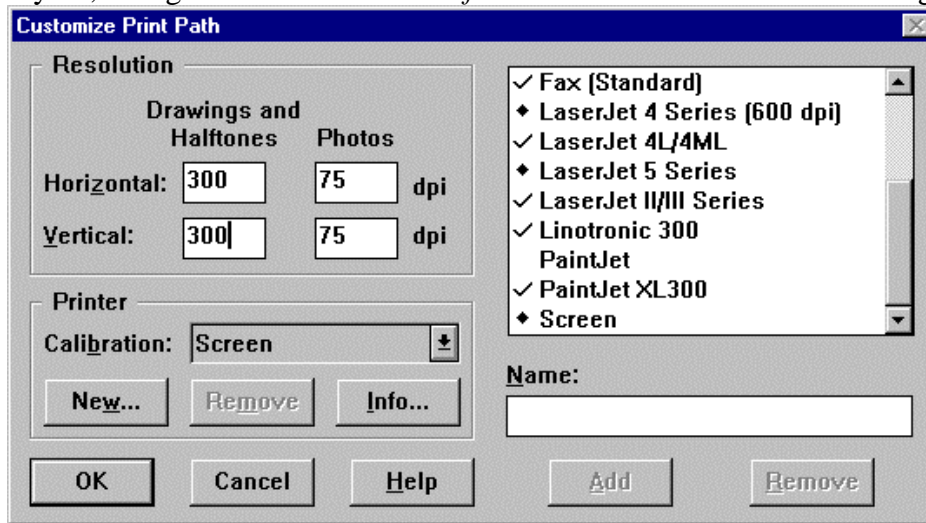 Customize Print Path
Resolution
Drawings and
Halftones Photos
Horizontal: 300 75 dpi
Vertical: 300 75 dpi
Printer
Calibration: Screen
New... Remove Info...
OK Cancel Help
Fax (Standard)
LaserJet 4 Series (600 dpi)
LaserJet 4L/4ML
LaserJet 5 Series
LaserJet II/III Series
Linotronic 300
PaintJet
PaintJet XL300
Screen
Name:
Add Remove